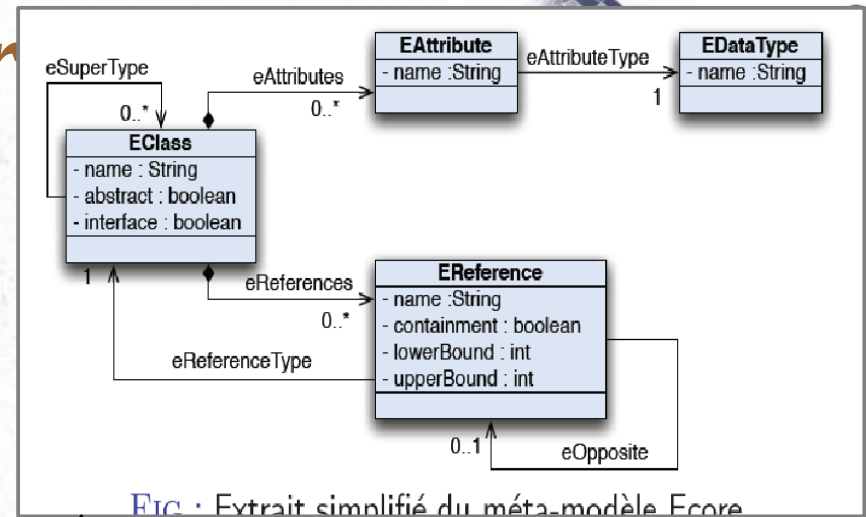 eSuperType
0..*
EClass
- name : String
- abstract : boolean
- interface : boolean
1
eAttributes
0..*
EAttribute
- name :String
eAttributeType
1
EDataType
- name :String
eReferences
0..*
eReferenceType
EReference
- name :String
- containment : boolean
- lowerBound : int
- upperBound : int
0..1
eOpposite
FIG : Extrait simplifié du méta-modèle Ecore